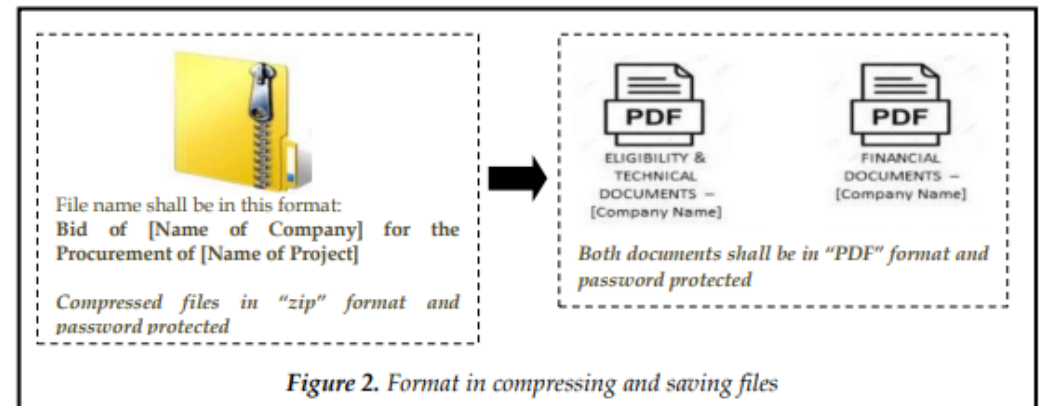 File name shall be in this format:
Bid of [Name of Company] for the
Procurement of [Name of Project]
Compressed files in "zip" format and
password protected
PDF
ELIGIBILITY &
TECHNICAL
DOCUMENTS –
[Company Name]
PDF
FINANCIAL
DOCUMENTS –
[Company Name]
Both documents shall be in "PDF" format and
password protected
Figure 2. Format in compressing and saving files